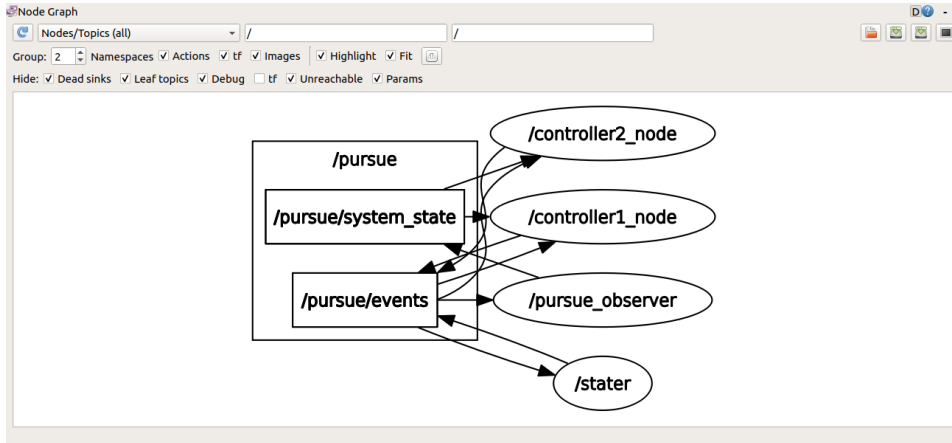 Node Graph D -
Nodes/Topics (all) / /
Group: 2 Namespaces Actions tf Images Highlight Fit
Hide: Dead sinks Leaf topics Debug tf Unreachable Params
/controller2_node
/pursue
/pursue/system_state
/controller1_node
/pursue/events
/pursue_observer
/stater